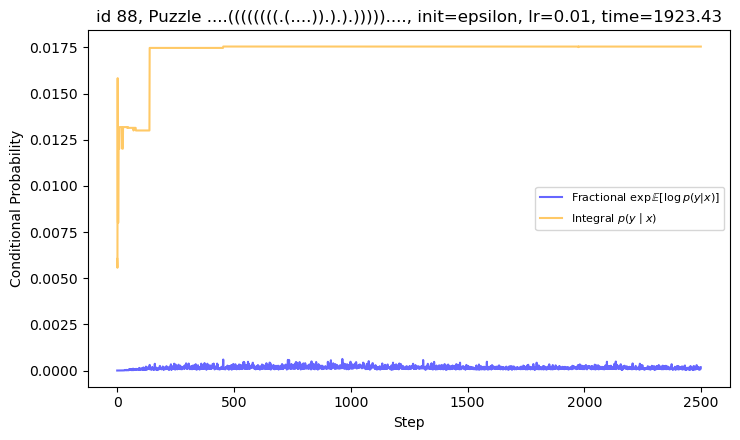 id 88, Puzzle ....((((((((.(....)).).).)))))...., init=epsilon, lr=0.01, time=1923.43
Conditional Probability
0.0175
0.0150
0.0125
0.0100
0.0075
0.0050
0.0025
0.0000
Fractional exp𝔼[log p(y|x)]
Integral p(y | x)
0 500 1000 1500 2000 2500
Step